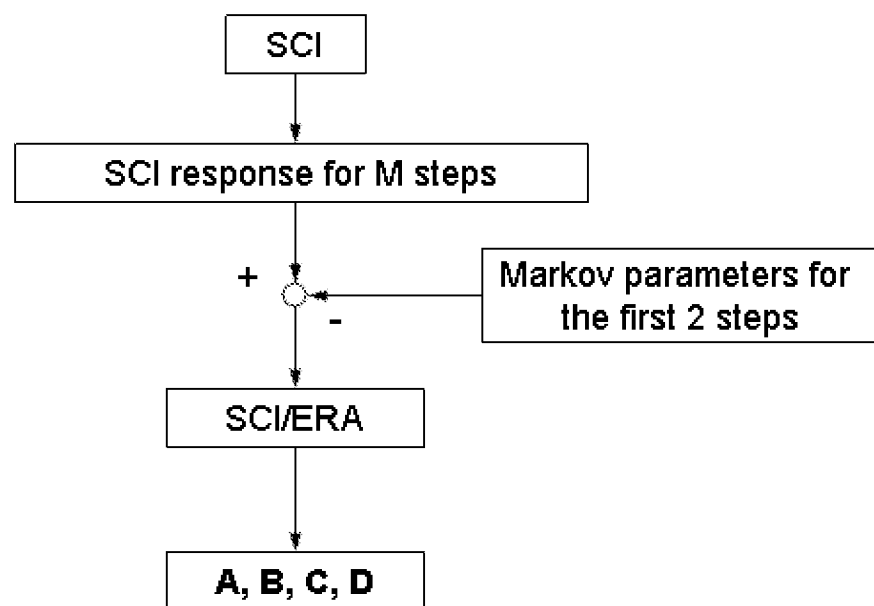 SCI
SCI response for M steps
+
Markov parameters for
the first 2 steps
-
SCI/ERA
A, B, C, D